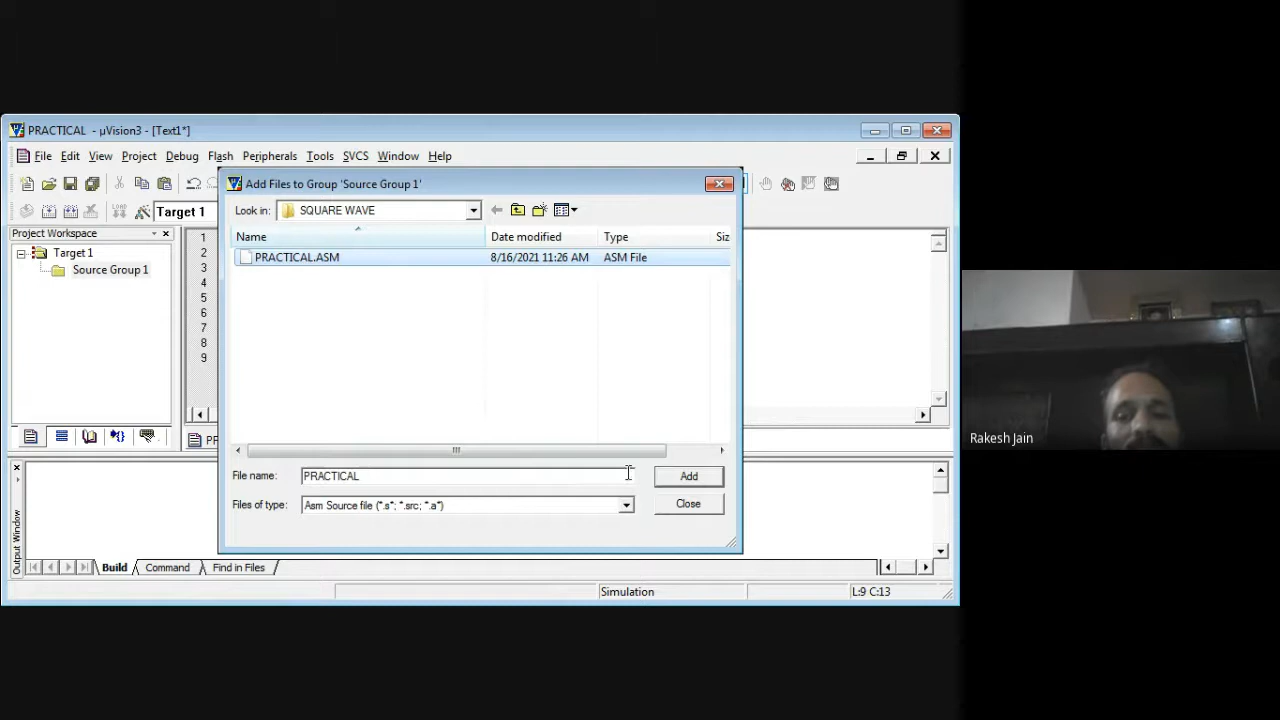 PRACTICAL - µVision3 - [Text1*]
File Edit View Project Debug Flash Peripherals Tools SVCS Window Help
Target 1
Project Workspace
Target 1
Source Group 1
1
2
3
4
5
6
7
8
9
Add Files to Group 'Source Group 1'
Look in: SQUARE WAVE
Name Date modified Type Siz
PRACTICAL.ASM 8/16/2021 11:26 AM ASM File
File name: PRACTICAL Add
Files of type: Asm Source file (*.s*; *.src; *.a*) Close
PR
Output Window
Build Command Find in Files
Simulation L:9 C:13
Rakesh Jain